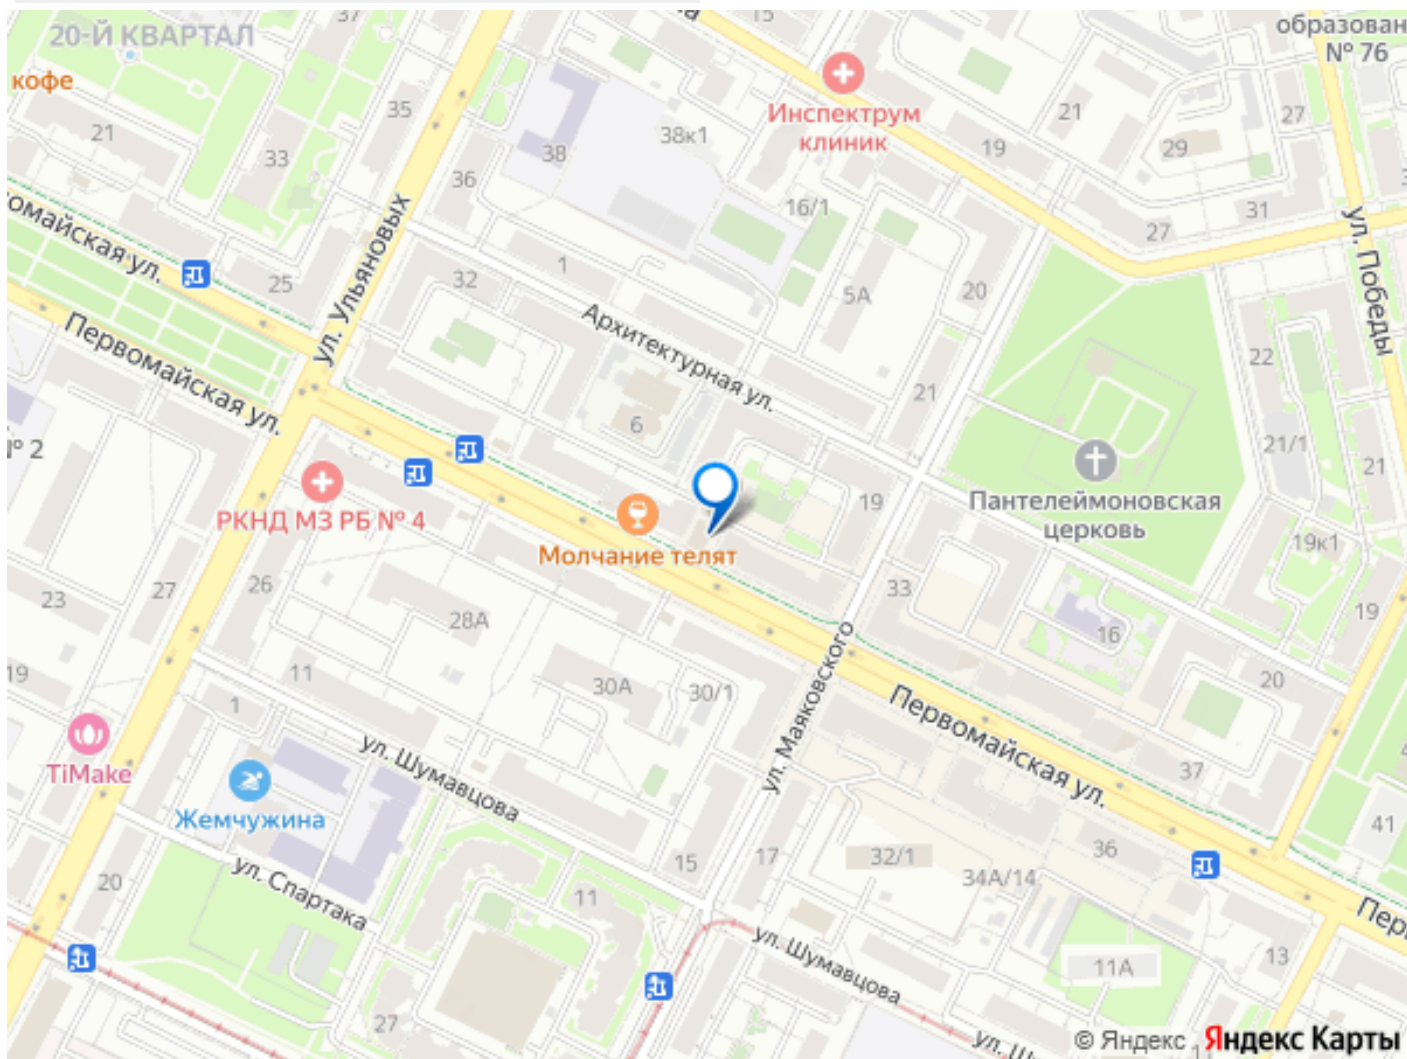 37
15
образован
№ 76
20-Й КВАРТАЛ
кофе
Инспектрум
клиник
35
21
33
38
38к1
36
19
21
27
29
16/1
31
27
ул. Победы
омайская ул.
ул. Ульяновых
25
32
1
5А
20
Первомайская ул.
Архитектурная ул.
22
21
6
21/1
21
№ 2
РКНД МЗ РБ № 4
Молчание телят
19
Пантелеймоновская
церковь
19к1
23
27
26
28А
33
16
19
19
11
30А
30/1
20
1
ул. Маяковского
Первомайская ул.
37
TiMake
ул. Шумавцова
Жемчужина
41
20
ул. Спартака
15
17
32/1
36
34А/14
11
Перв
ул. Шумавцова
11А
13
27
ул. Ш
© Яндекс Яндекс Карты